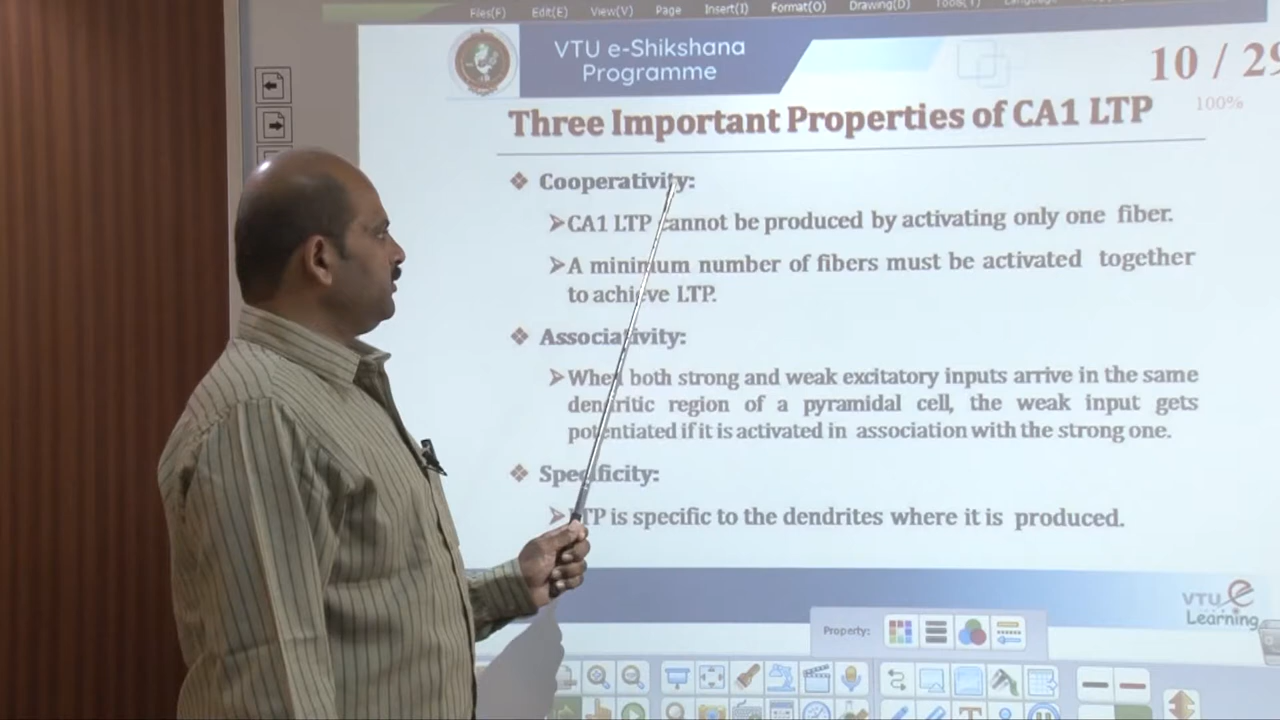 Files(F) Edit(E) View(V) Page Insert(I) Format(O) Drawing(D) Tools(T) Language
VTU e-Shikshana
Programme
10 / 29
100%
Three Important Properties of CA1 LTP
❖ Cooperativity:
➢CA1 LTP cannot be produced by activating only one fiber.
➢A minimum number of fibers must be activated together
to achieve LTP.
❖ Associativity:
➢When both strong and weak excitatory inputs arrive in the same
dendritic region of a pyramidal cell, the weak input gets
potentiated if it is activated in association with the strong one.
❖ Specificity:
➢LTP is specific to the dendrites where it is produced.
VTU e
Learning
Property: